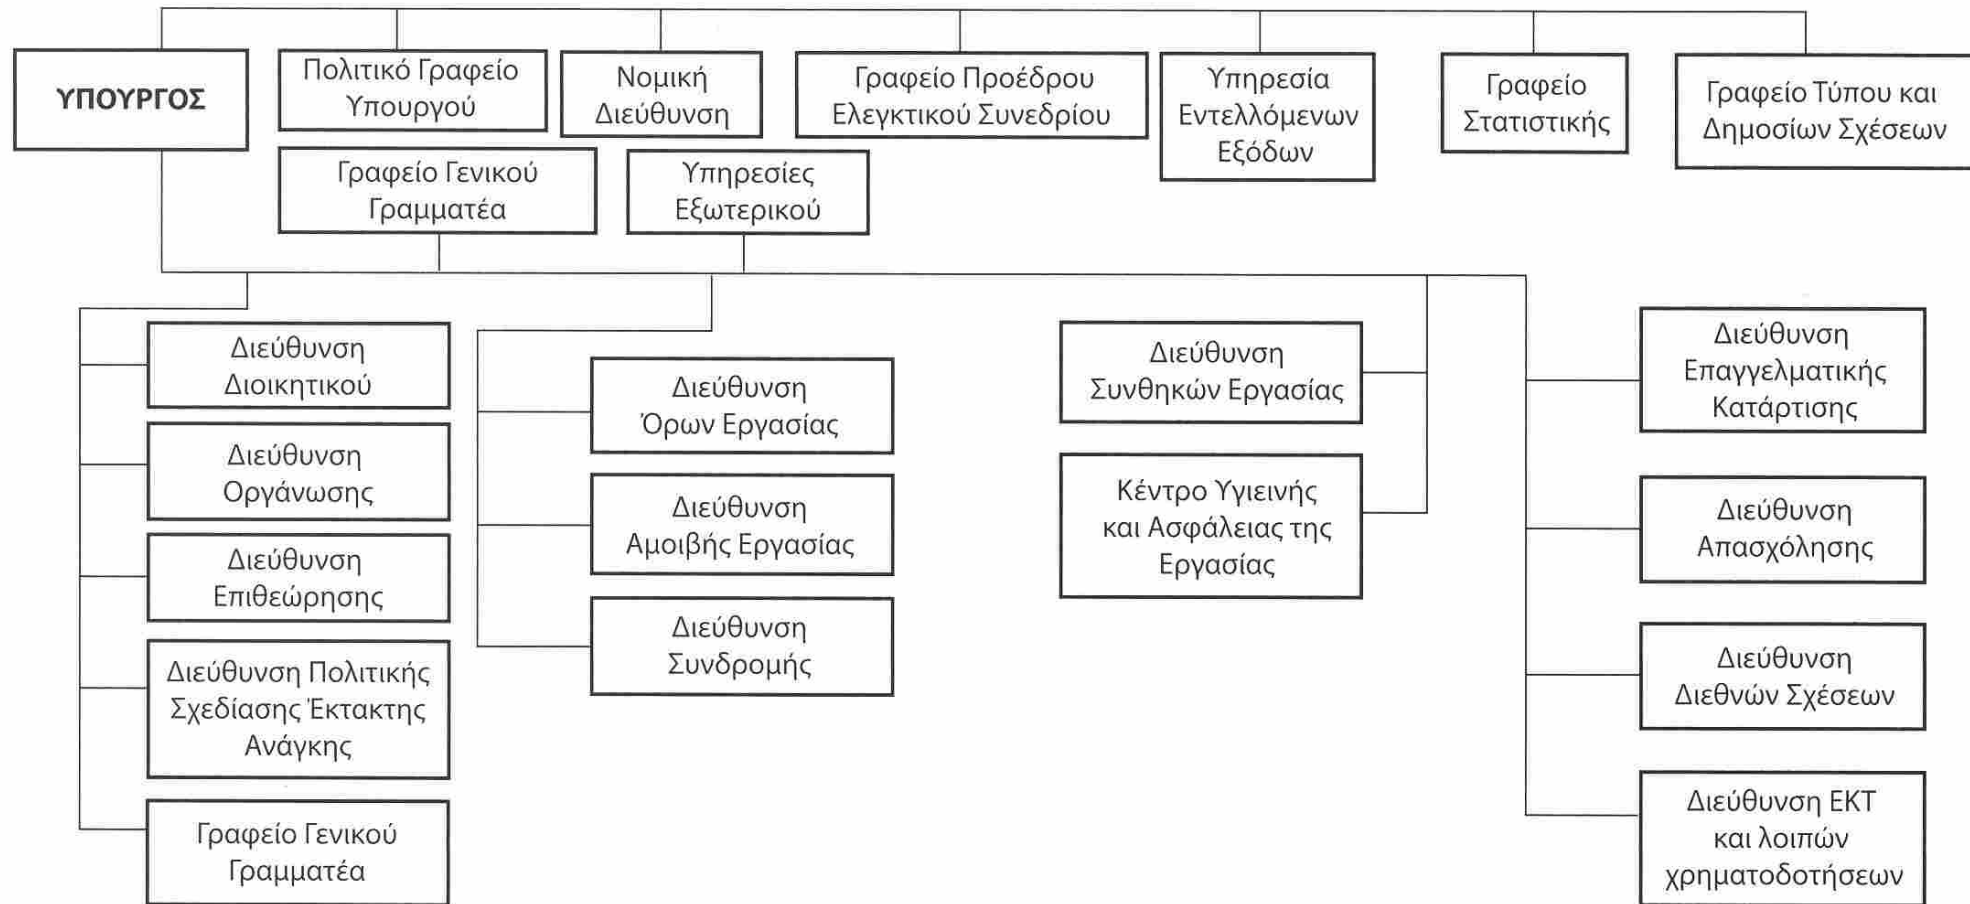 ΥΠΟΥΡΓΟΣ
Πολιτικό Γραφείο
Υπουργού
Νομική
Διεύθυνση
Γραφείο Προέδρου
Ελεγκτικού Συνεδρίου
Υπηρεσία
Εντελλόμενων
Εξόδων
Γραφείο
Στατιστικής
Γραφείο Τύπου και
Δημοσίων Σχέσεων
Γραφείο Γενικού
Γραμματέα
Υπηρεσίες
Εξωτερικού
Διεύθυνση
Διοικητικού
Διεύθυνση
Οργάνωσης
Διεύθυνση
Επιθεώρησης
Διεύθυνση Πολιτικής
Σχεδίασης Έκτακτης
Ανάγκης
Γραφείο Γενικού
Γραμματέα
Διεύθυνση
Όρων Εργασίας
Διεύθυνση
Αμοιβής Εργασίας
Διεύθυνση
Συνδρομής
Διεύθυνση
Συνθηκών Εργασίας
Κέντρο Υγιεινής
και Ασφάλειας της
Εργασίας
Διεύθυνση
Επαγγελματικής
Κατάρτισης
Διεύθυνση
Απασχόλησης
Διεύθυνση
Διεθνών Σχέσεων
Διεύθυνση ΕΚΤ
και λοιπών
χρηματοδοτήσεων